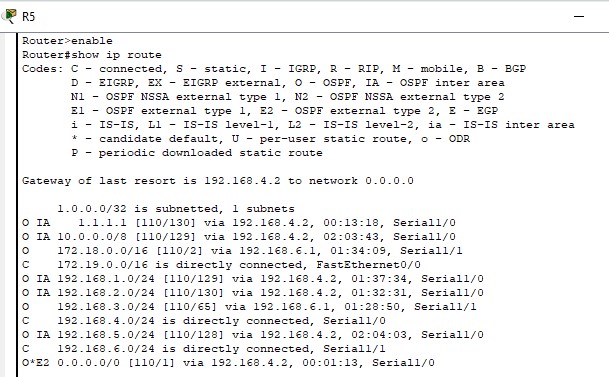 R5
Router>enable
Router#show ip route
Codes: C - connected, S - static, I - IGRP, R - RIP, M - mobile, B - BGP
       D - EIGRP, EX - EIGRP external, O - OSPF, IA - OSPF inter area
       N1 - OSPF NSSA external type 1, N2 - OSPF NSSA external type 2
       E1 - OSPF external type 1, E2 - OSPF external type 2, E - EGP
       i - IS-IS, L1 - IS-IS level-1, L2 - IS-IS level-2, ia - IS-IS inter area
       * - candidate default, U - per-user static route, o - ODR
       P - periodic downloaded static route
Gateway of last resort is 192.168.4.2 to network 0.0.0.0
     1.0.0.0/32 is subnetted, 1 subnets
O IA    1.1.1.1 [110/130] via 192.168.4.2, 00:13:18, Serial1/0
O IA 10.0.0.0/8 [110/129] via 192.168.4.2, 02:03:43, Serial1/0
O    172.18.0.0/16 [110/2] via 192.168.6.1, 01:34:09, Serial1/1
C    172.19.0.0/16 is directly connected, FastEthernet0/0
O IA 192.168.1.0/24 [110/129] via 192.168.4.2, 01:37:34, Serial1/0
O IA 192.168.2.0/24 [110/130] via 192.168.4.2, 01:32:31, Serial1/0
O    192.168.3.0/24 [110/65] via 192.168.6.1, 01:28:50, Serial1/1
C    192.168.4.0/24 is directly connected, Serial1/0
O IA 192.168.5.0/24 [110/128] via 192.168.4.2, 02:04:03, Serial1/0
C    192.168.6.0/24 is directly connected, Serial1/1
O*E2 0.0.0.0/0 [110/1] via 192.168.4.2, 00:01:13, Serial1/0